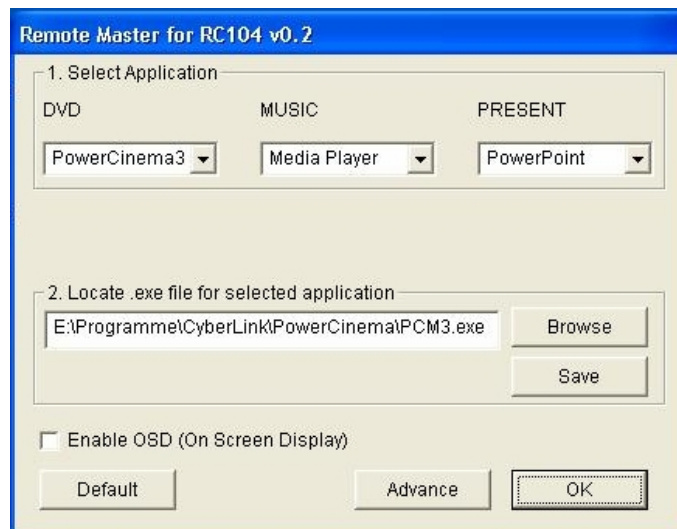 Remote Master for RC104 v0.2
1. Select Application
DVD MUSIC PRESENT
PowerCinema3 Media Player PowerPoint
2. Locate .exe file for selected application
E:\Programme\CyberLink\PowerCinema\PCM3.exe Browse
Save
Enable OSD (On Screen Display)
Default Advance OK